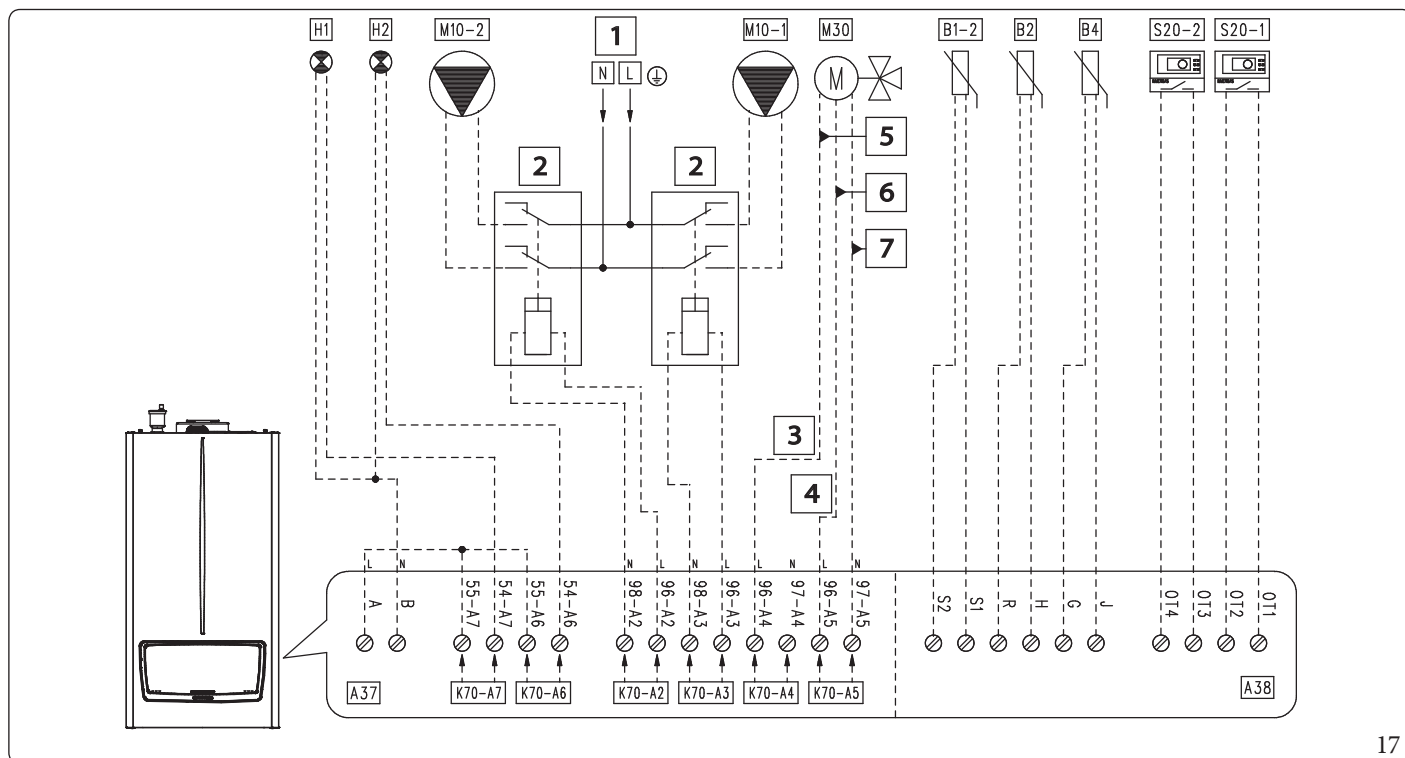 H1 H2 M10-2 1 M10-1 M30 B1-2 B2 B4 S20-2 S20-1
N L
M
5
2 2
6
7
3
4
L N N L N L L N L N
A B 55-A7 54-A7 55-A6 54-A6 98-A2 96-A2 98-A3 96-A3 96-A4 97-A4 96-A5 97-A5 S2 S1 R H G J OT4 OT3 OT2 OT1
A37 K70-A7 K70-A6 K70-A2 K70-A3 K70-A4 K70-A5 A38
17